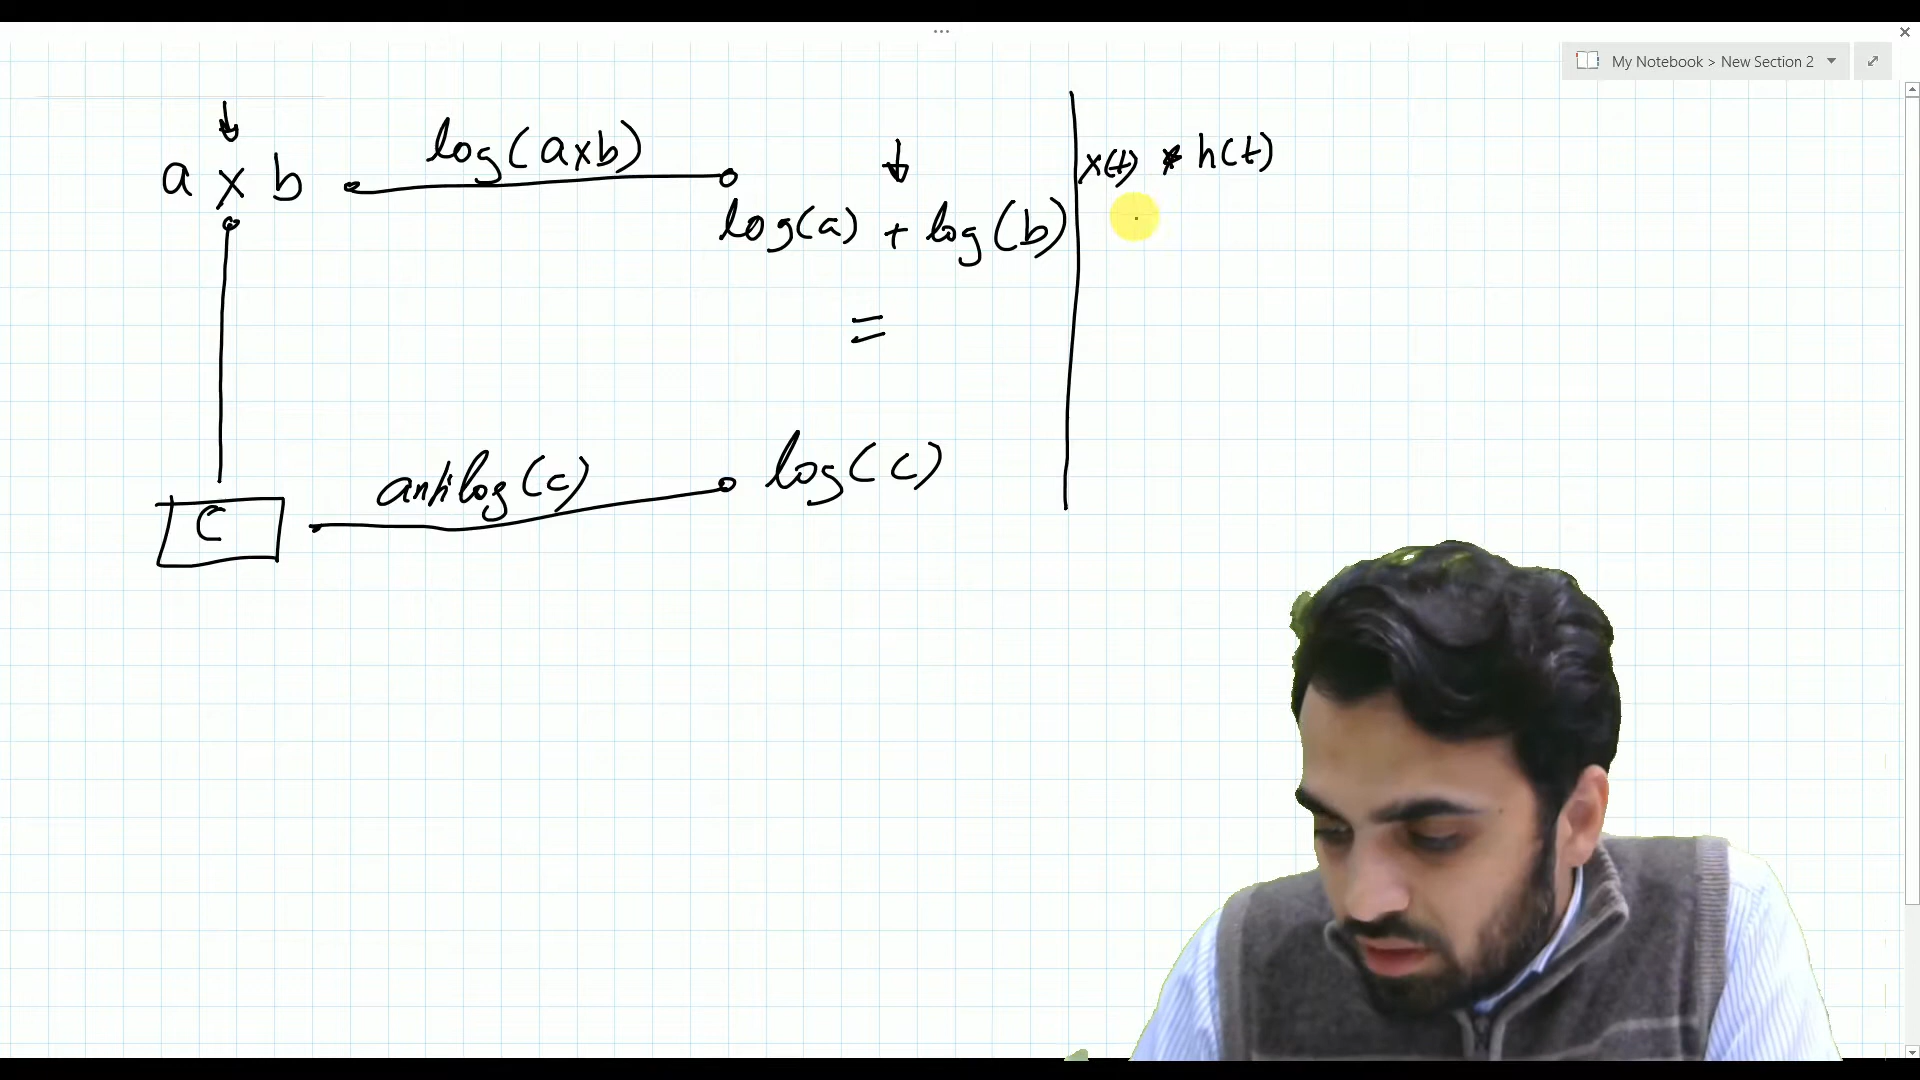 ...
My Notebook > New Section 2
a x b
log(axb)
log(a) + log(b)
=
C
antilog(c)
log(c)
x(t) * h(t)